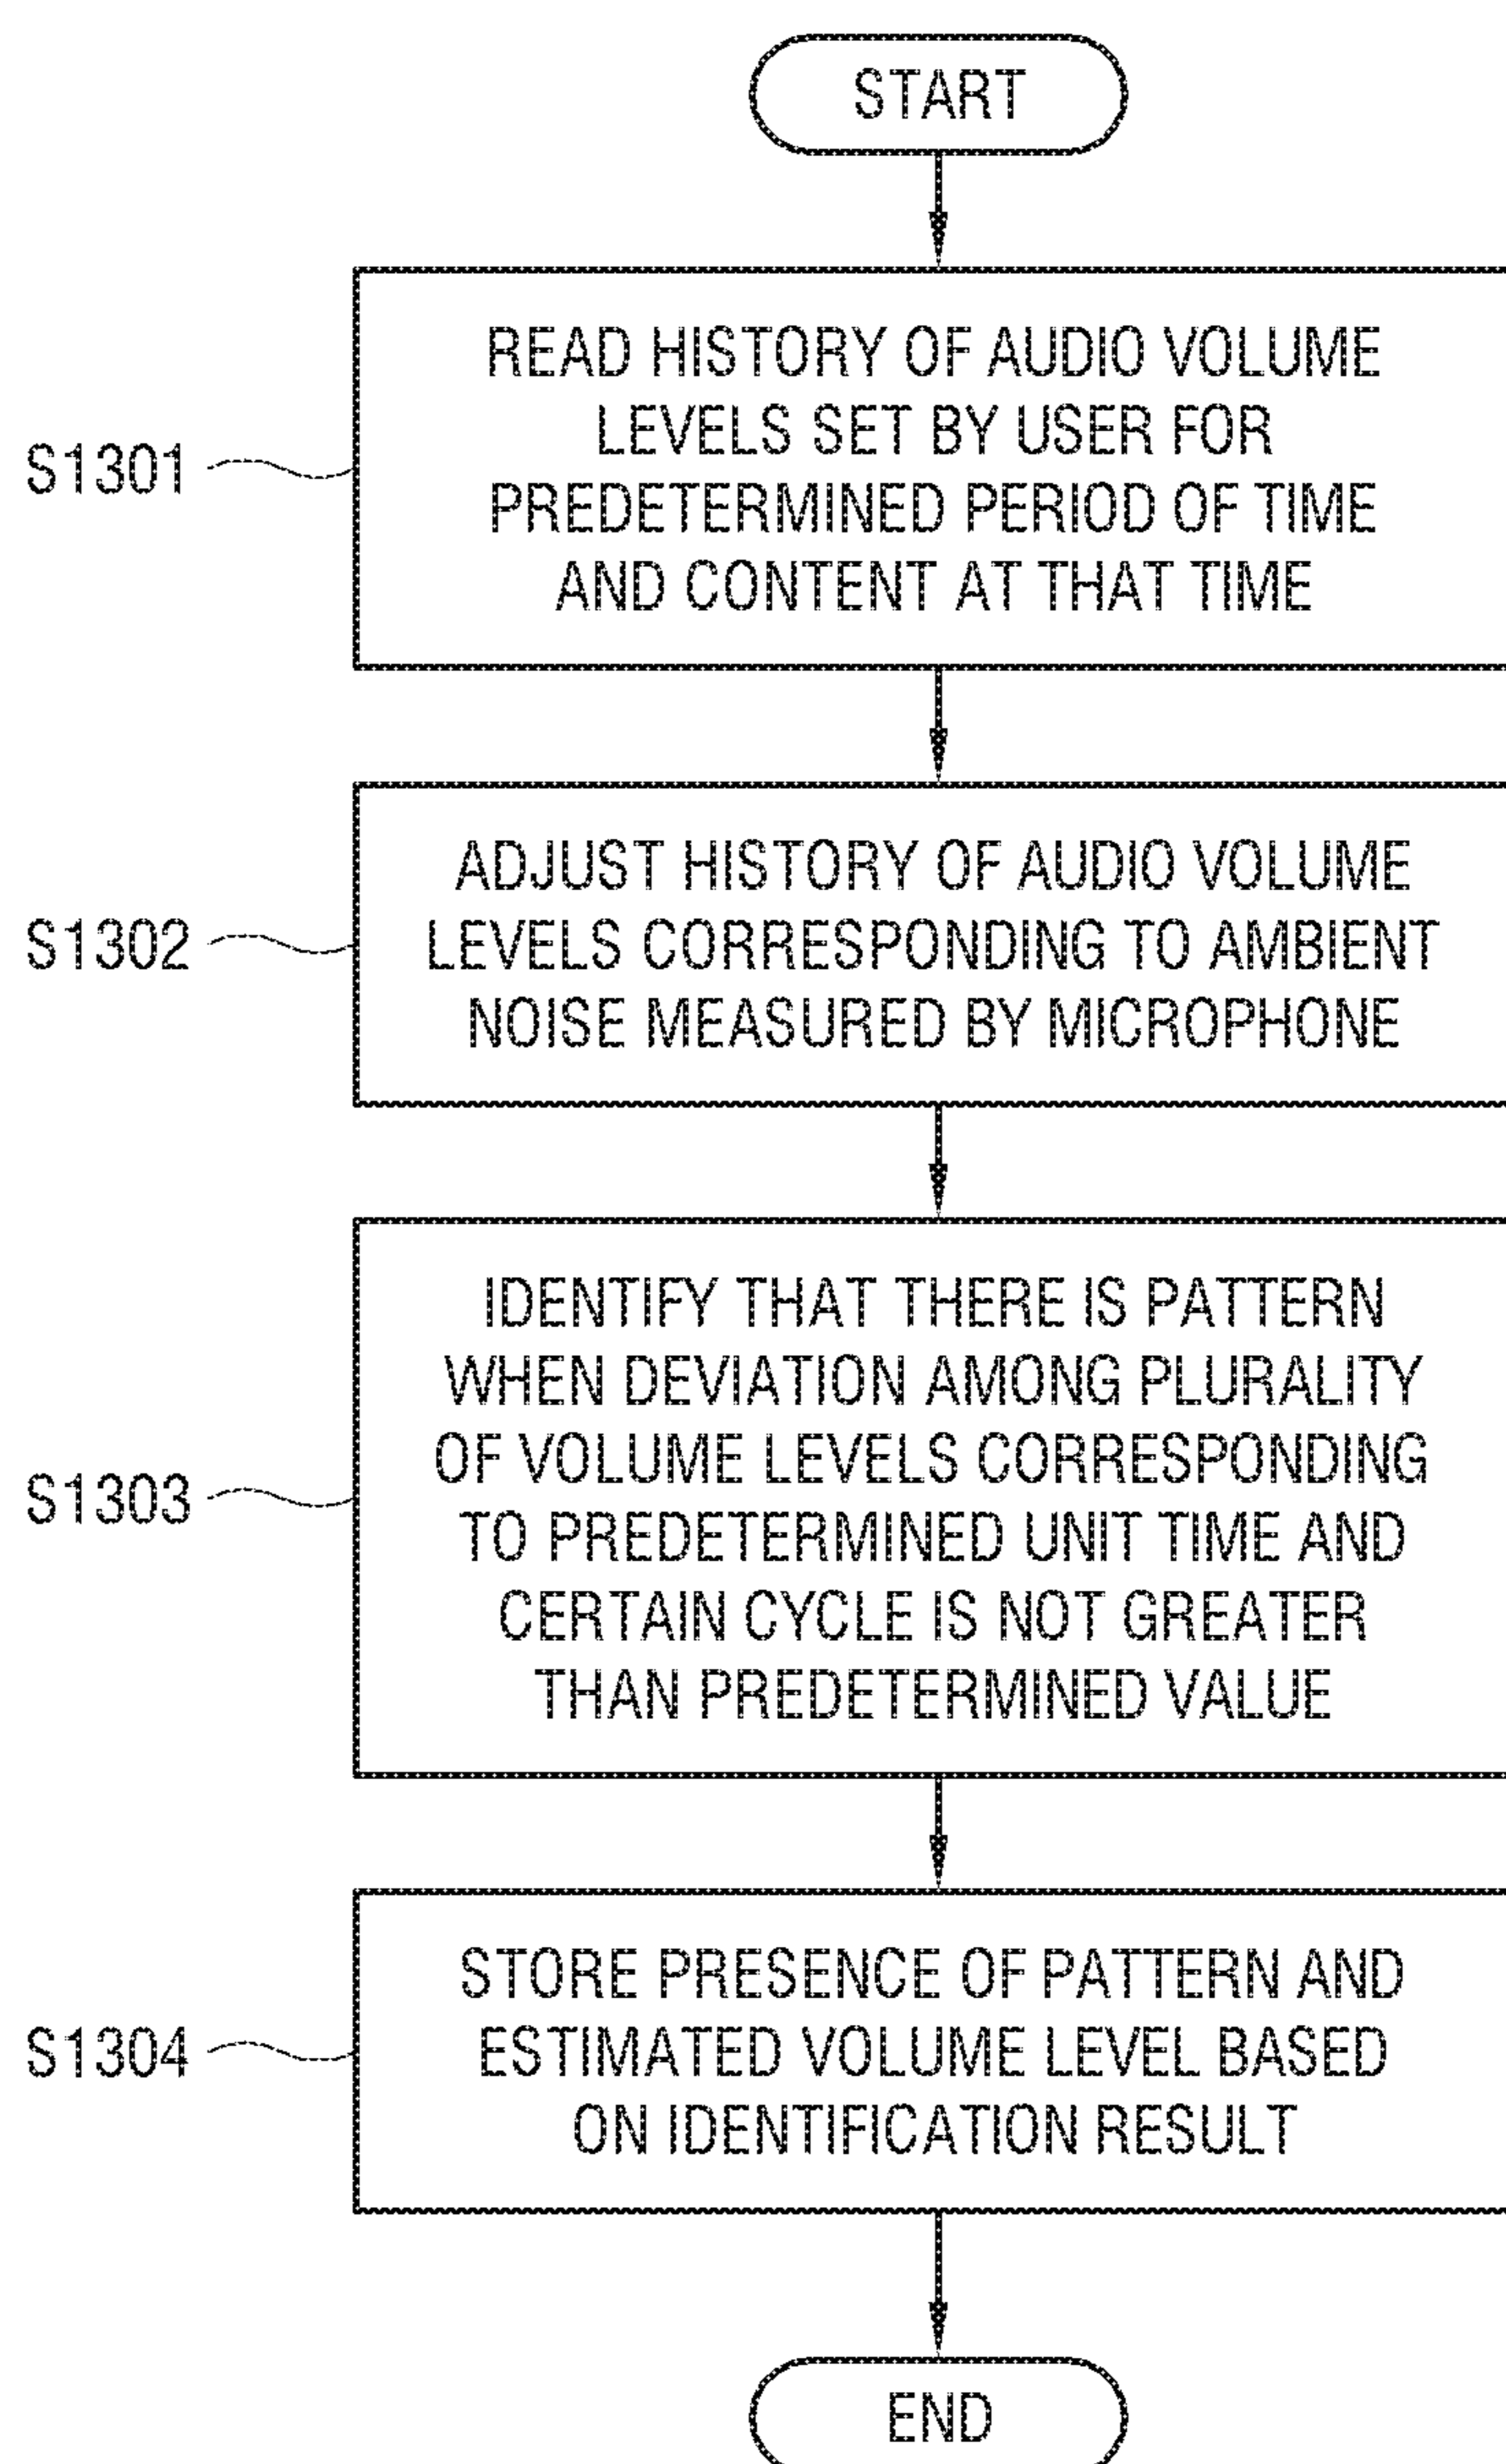 START
READ HISTORY OF AUDIO VOLUME
LEVELS SET BY USER FOR
PREDETERMINED PERIOD OF TIME
AND CONTENT AT THAT TIME
S1301
ADJUST HISTORY OF AUDIO VOLUME
LEVELS CORRESPONDING TO AMBIENT
NOISE MEASURED BY MICROPHONE
S1302
IDENTIFY THAT THERE IS PATTERN
WHEN DEVIATION AMONG PLURALITY
OF VOLUME LEVELS CORRESPONDING
TO PREDETERMINED UNIT TIME AND
CERTAIN CYCLE IS NOT GREATER
THAN PREDETERMINED VALUE
S1303
STORE PRESENCE OF PATTERN AND
ESTIMATED VOLUME LEVEL BASED
ON IDENTIFICATION RESULT
S1304
END